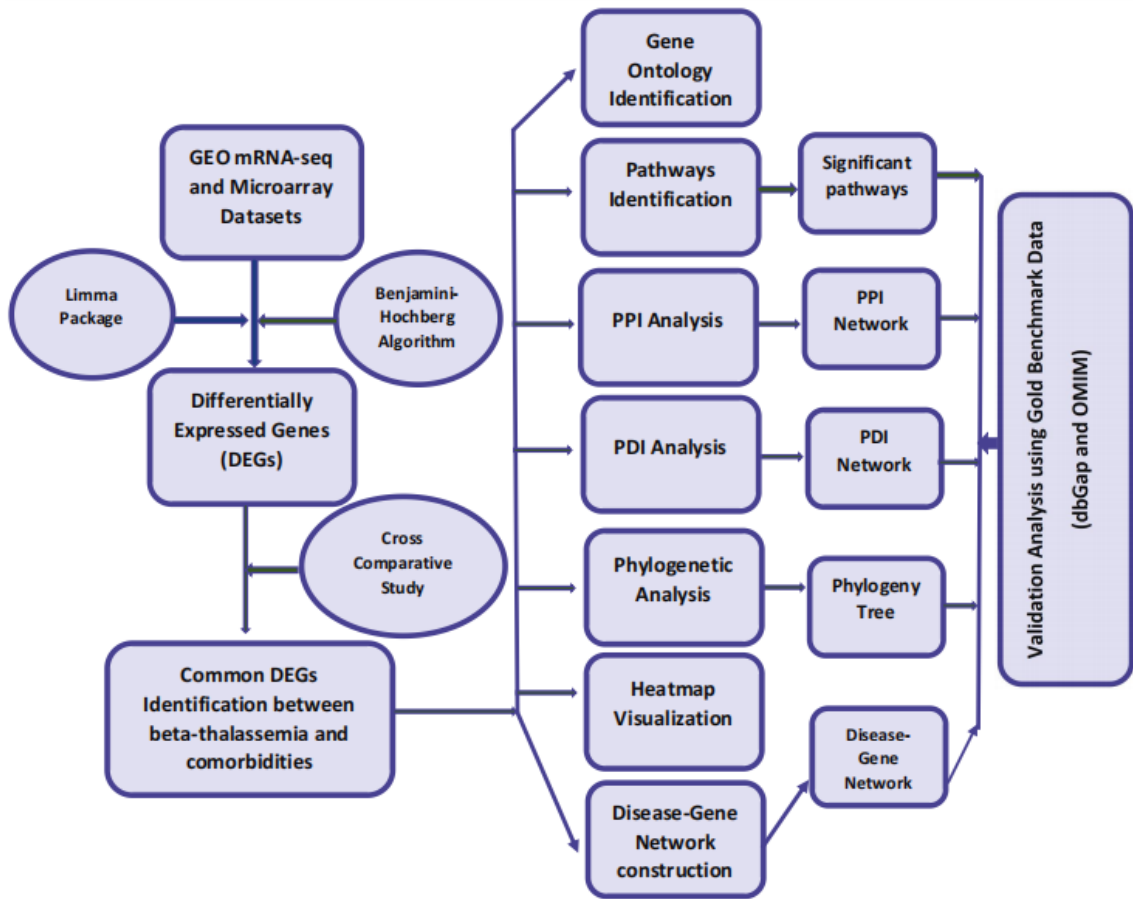 GEO mRNA-seq
and Microarray
Datasets
Limma
Package
Benjamini-
Hochberg
Algorithm
Differentially
Expressed Genes
(DEGs)
Cross
Comparative
Study
Common DEGs
Identification between
beta-thalassemia and
comorbidities
Gene
Ontology
Identification
Pathways
Identification
Significant
pathways
PPI Analysis
PPI
Network
PDI Analysis
PDI
Network
Phylogenetic
Analysis
Phylogeny
Tree
Heatmap
Visualization
Disease-Gene
Network
construction
Disease-
Gene
Network
Validation Analysis using Gold Benchmark Data
(dbGap and OMIM)